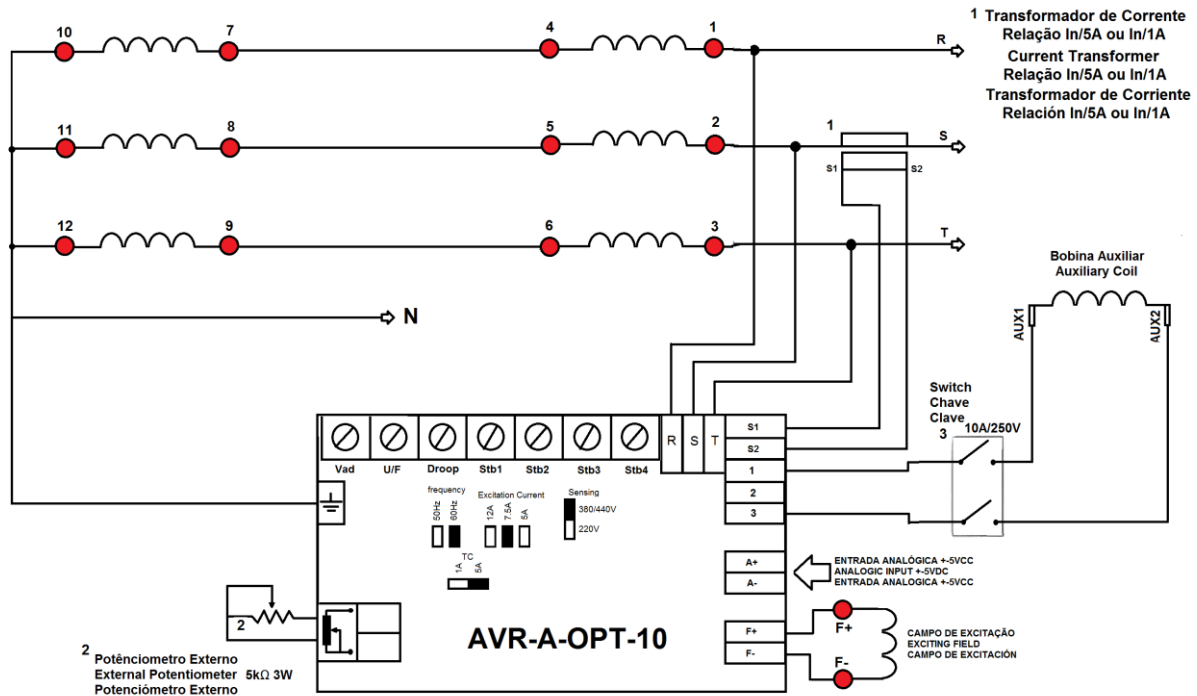 10
7
4
1
R
1 Transformador de Corrente
Relação In/5A ou In/1A
Current Transformer
Relação In/5A ou In/1A
Transformador de Corriente
Relación In/5A ou In/1A
11
8
5
2
1
S
S1
S2
12
9
6
3
T
N
Bobina Auxiliar
Auxiliary Coil
AUX1
AUX2
Switch
Chave
Clave
3
10A/250V
Vad
U/F
Droop
Stb1
Stb2
Stb3
Stb4
R
S
T
S1
S2
1
2
3
frequency
50Hz
60Hz
Excitation Current
12A
7.5A
5A
Sensing
380/440V
220V
TC
1A
5A
A+
A-
ENTRADA ANALÓGICA +-5VCC
ANALOGIC INPUT +-5VDC
ENTRADA ANALOGICA +-5VCC
2
AVR-A-OPT-10
F+
F-
F+
F-
CAMPO DE EXCITAÇÃO
EXCITING FIELD
CAMPO DE EXCITACIÓN
2 Potênciometro Externo
External Potentiometer 5kΩ 3W
Potenciómetro Externo